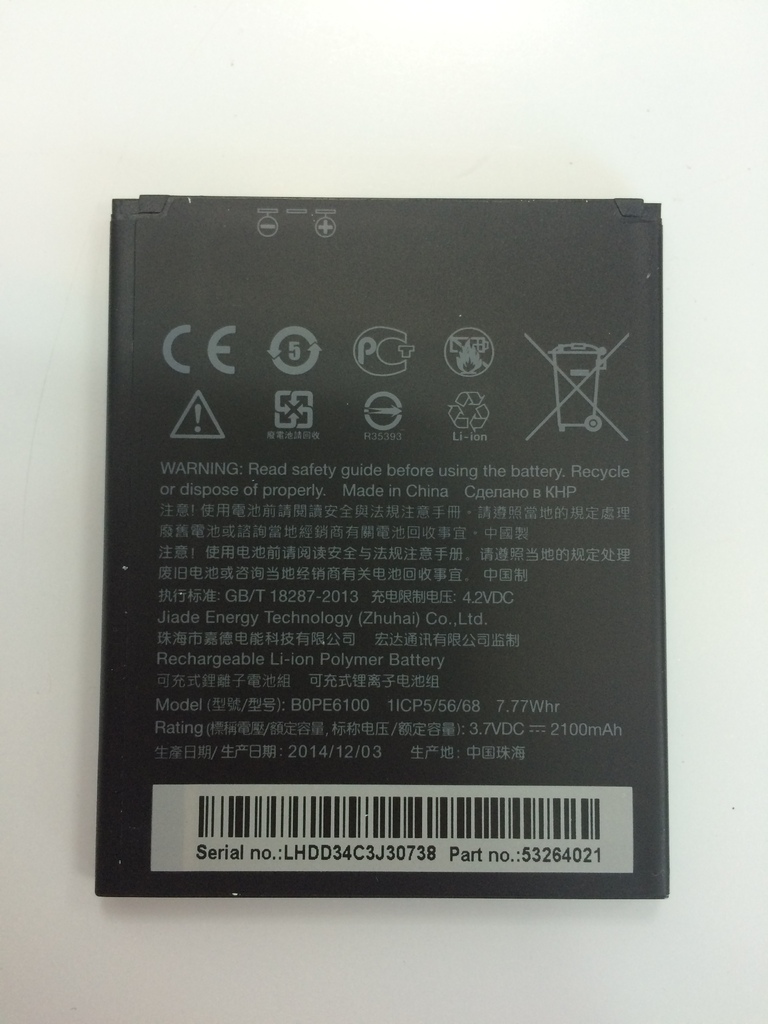 CE 5 PCT
廢電池請回收 R35393 Li-ion
WARNING: Read safety guide before using the battery. Recycle
or dispose of properly. Made in China Сделано в КНР
注意!使用電池前請閱讀安全與法規注意手冊。請遵照當地的規定處理
廢舊電池或諮詢當地經銷商有關電池回收事宜。中國製
注意! 使用电池前请阅读安全与法规注意手册。请遵照当地的规定处理
废旧电池或咨询当地经销商有关电池回收事宜。 中国制
执行标准: GB/T 18287-2013 充电限制电压: 4.2VDC
Jiade Energy Technology (Zhuhai) Co.,Ltd.
珠海市嘉德电能科技有限公司 宏达通讯有限公司监制
Rechargeable Li-ion Polymer Battery
可充式鋰離子電池組 可充式锂离子电池组
Model (型號/型号): B0PE6100 1ICP5/56/68 7.77Whr
Rating (標稱電壓/額定容量, 标称电压/额定容量): 3.7VDC ⎓ 2100mAh
生產日期/ 生产日期: 2014/12/03 生产地: 中国珠海
Serial no.:LHDD34C3J30738 Part no.:53264021